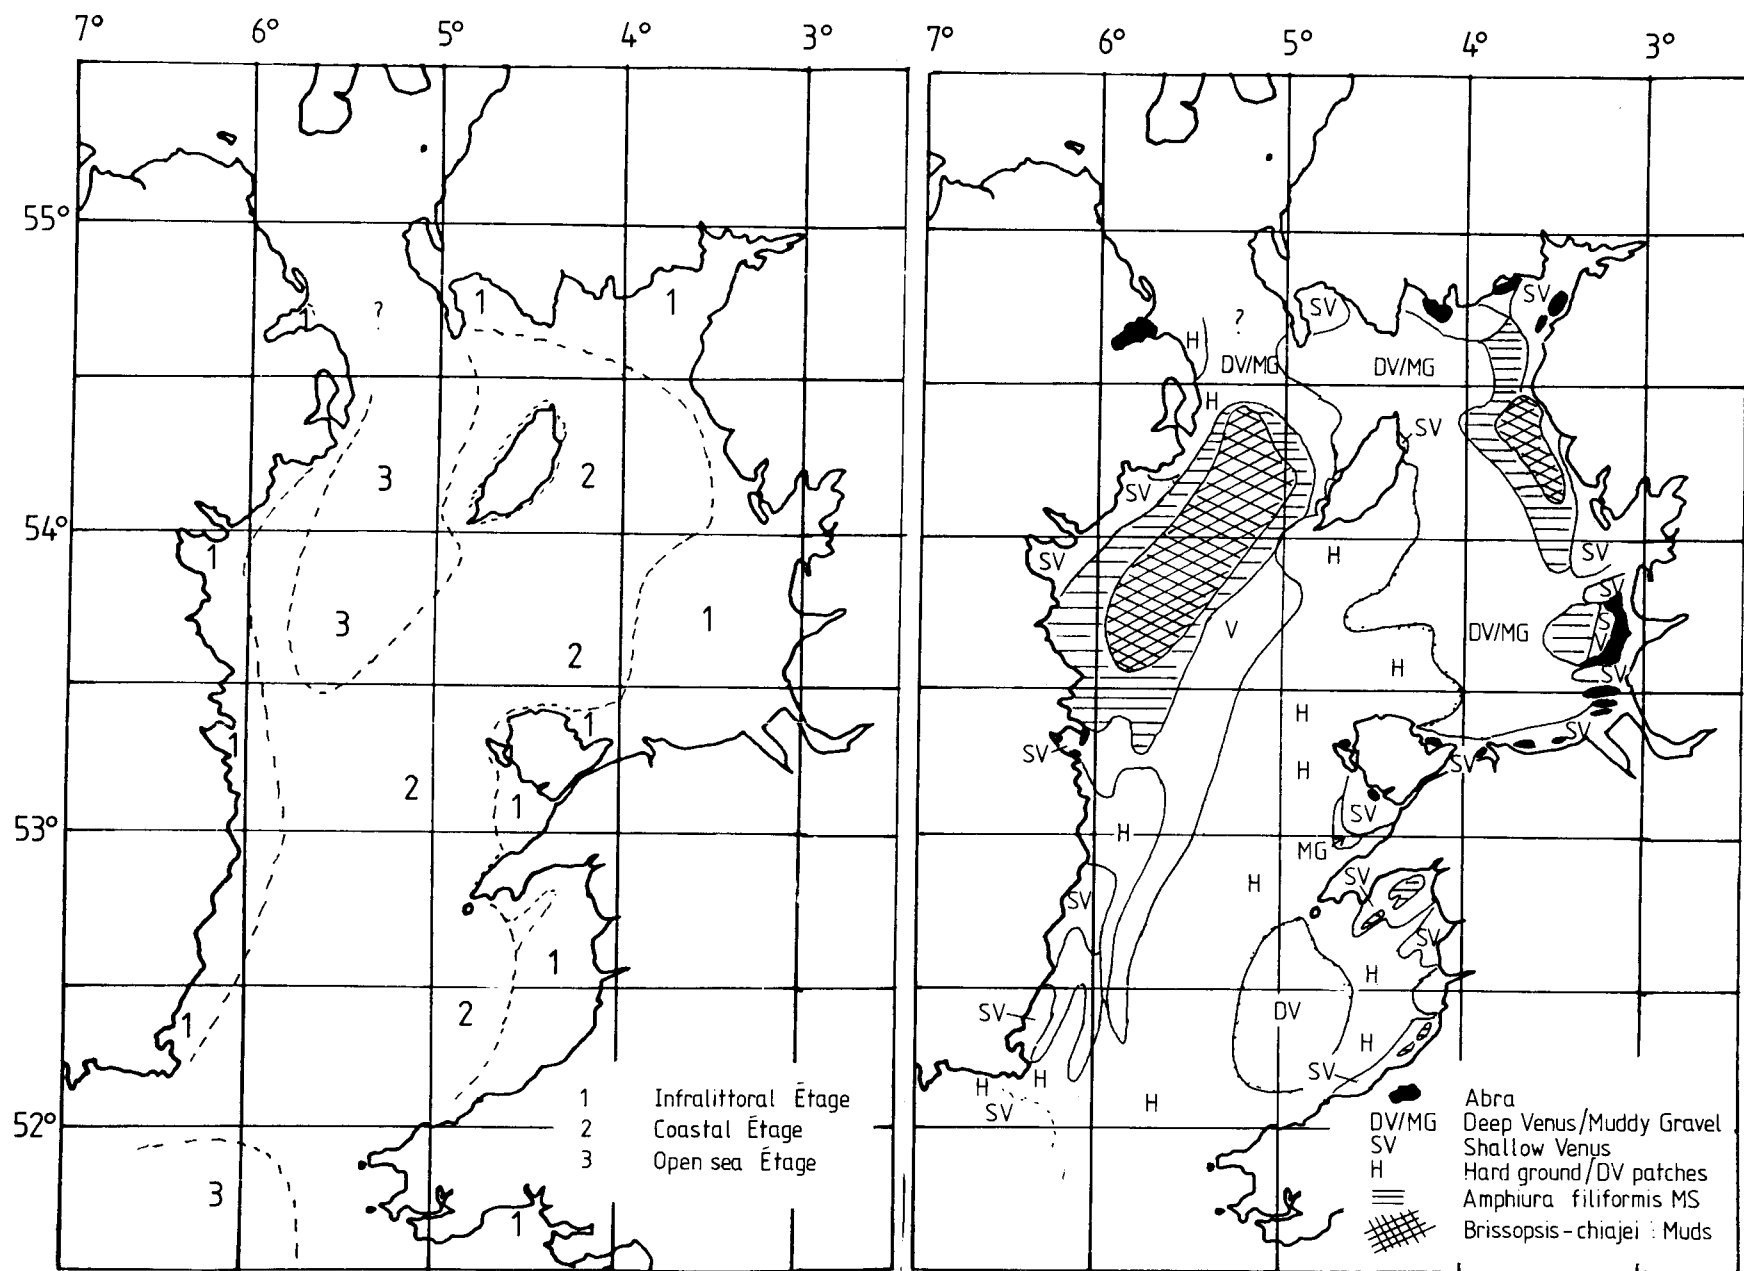 7° 6° 5° 4° 3°
55°
54°
53°
52°
1
?
1
1
3
2
1
3
1
2
1
1
2
1
1
1
2
3
1
1 Infralittoral Étage
2 Coastal Étage
3 Open sea Étage
7° 6° 5° 4° 3°
SV
SV
?
H
DV/MG
DV/MG
H
SV
SV
SV
H
SV
SV
V
DV/MG
S
V
H
SV
H
SV
SV
H
SV
SV
H
MG
H
SV
SV
SV
H
SV
DV
H
SV
H
H
SV
H
Abra
DV/MG Deep Venus/Muddy Gravel
SV Shallow Venus
H Hard ground/DV patches
Amphiura filiformis MS
Brissopsis-chiajei : Muds